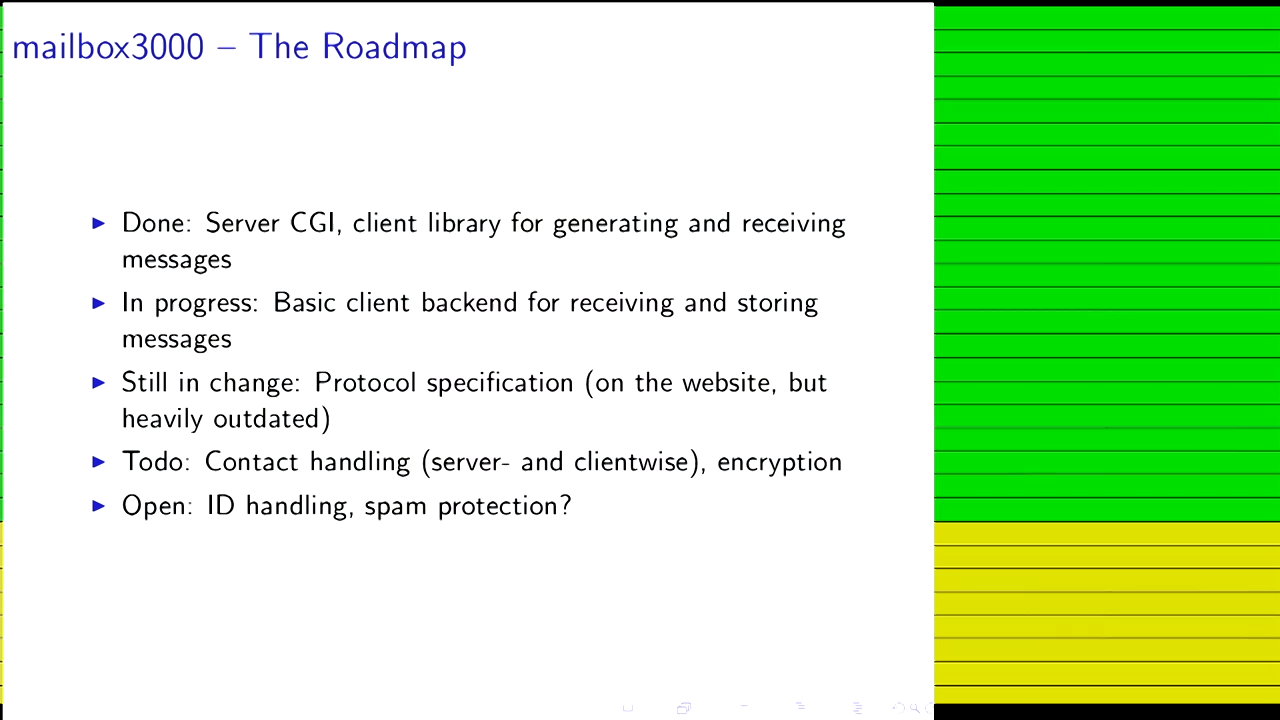 mailbox3000 – The Roadmap
Done: Server CGI, client library for generating and receiving
messages
In progress: Basic client backend for receiving and storing
messages
Still in change: Protocol specification (on the website, but
heavily outdated)
Todo: Contact handling (server- and clientwise), encryption
Open: ID handling, spam protection?